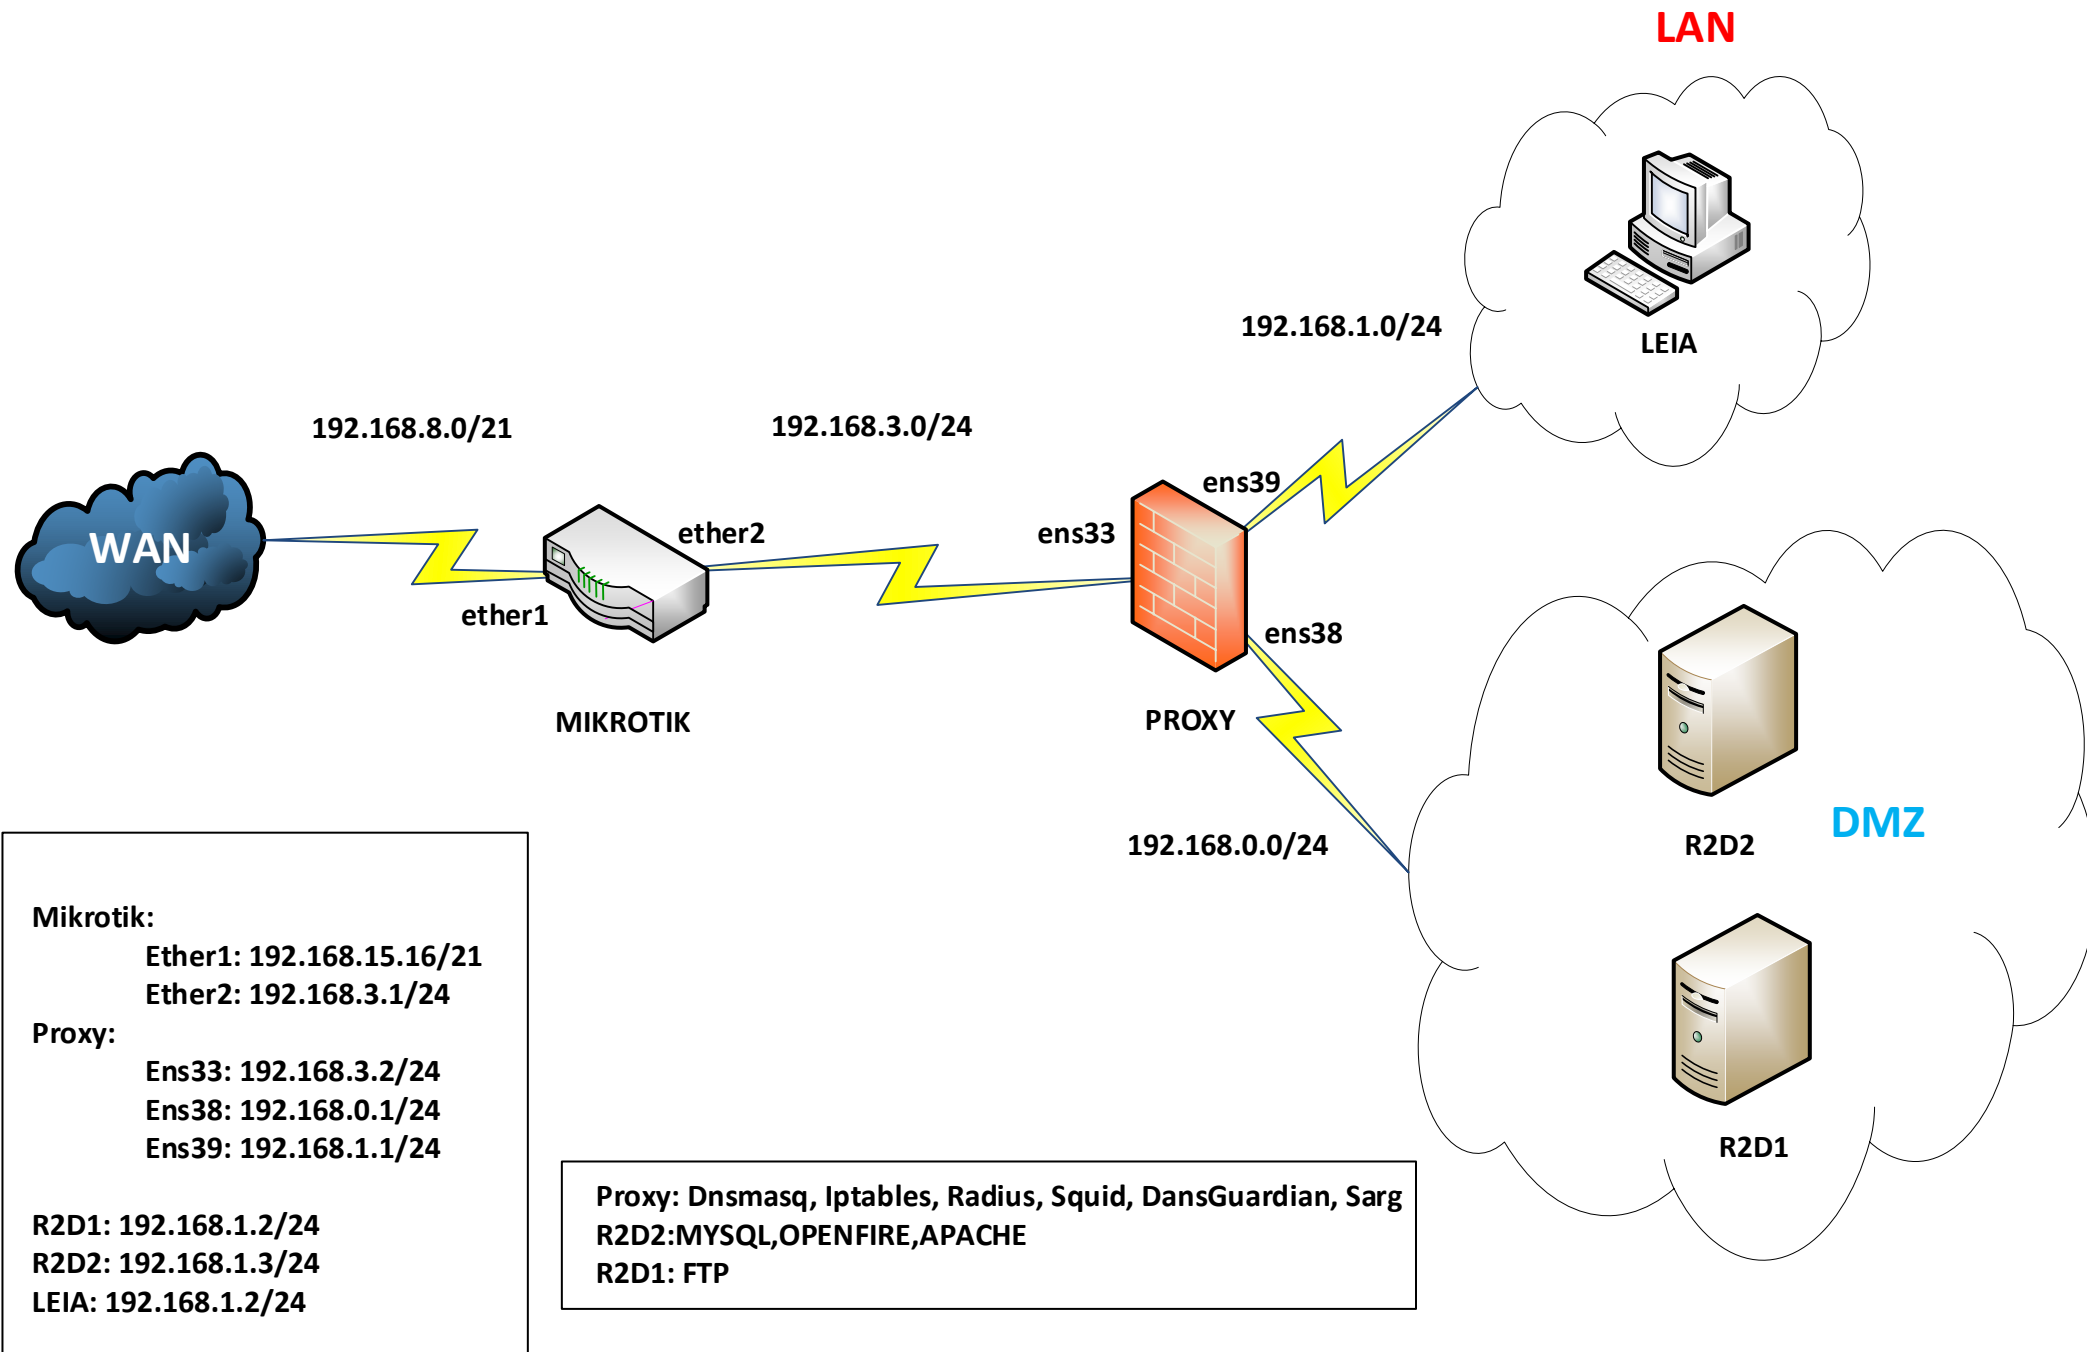 LAN
LEIA
192.168.1.0/24
192.168.8.0/21
192.168.3.0/24
WAN
ether1
ether2
MIKROTIK
ens33
ens39
ens38
PROXY
192.168.0.0/24
R2D2
DMZ
R2D1
Mikrotik:
Ether1: 192.168.15.16/21
Ether2: 192.168.3.1/24
Proxy:
Ens33: 192.168.3.2/24
Ens38: 192.168.0.1/24
Ens39: 192.168.1.1/24
R2D1: 192.168.1.2/24
R2D2: 192.168.1.3/24
LEIA: 192.168.1.2/24
Proxy: Dnsmasq, Iptables, Radius, Squid, DansGuardian, Sarg
R2D2:MYSQL,OPENFIRE,APACHE
R2D1: FTP